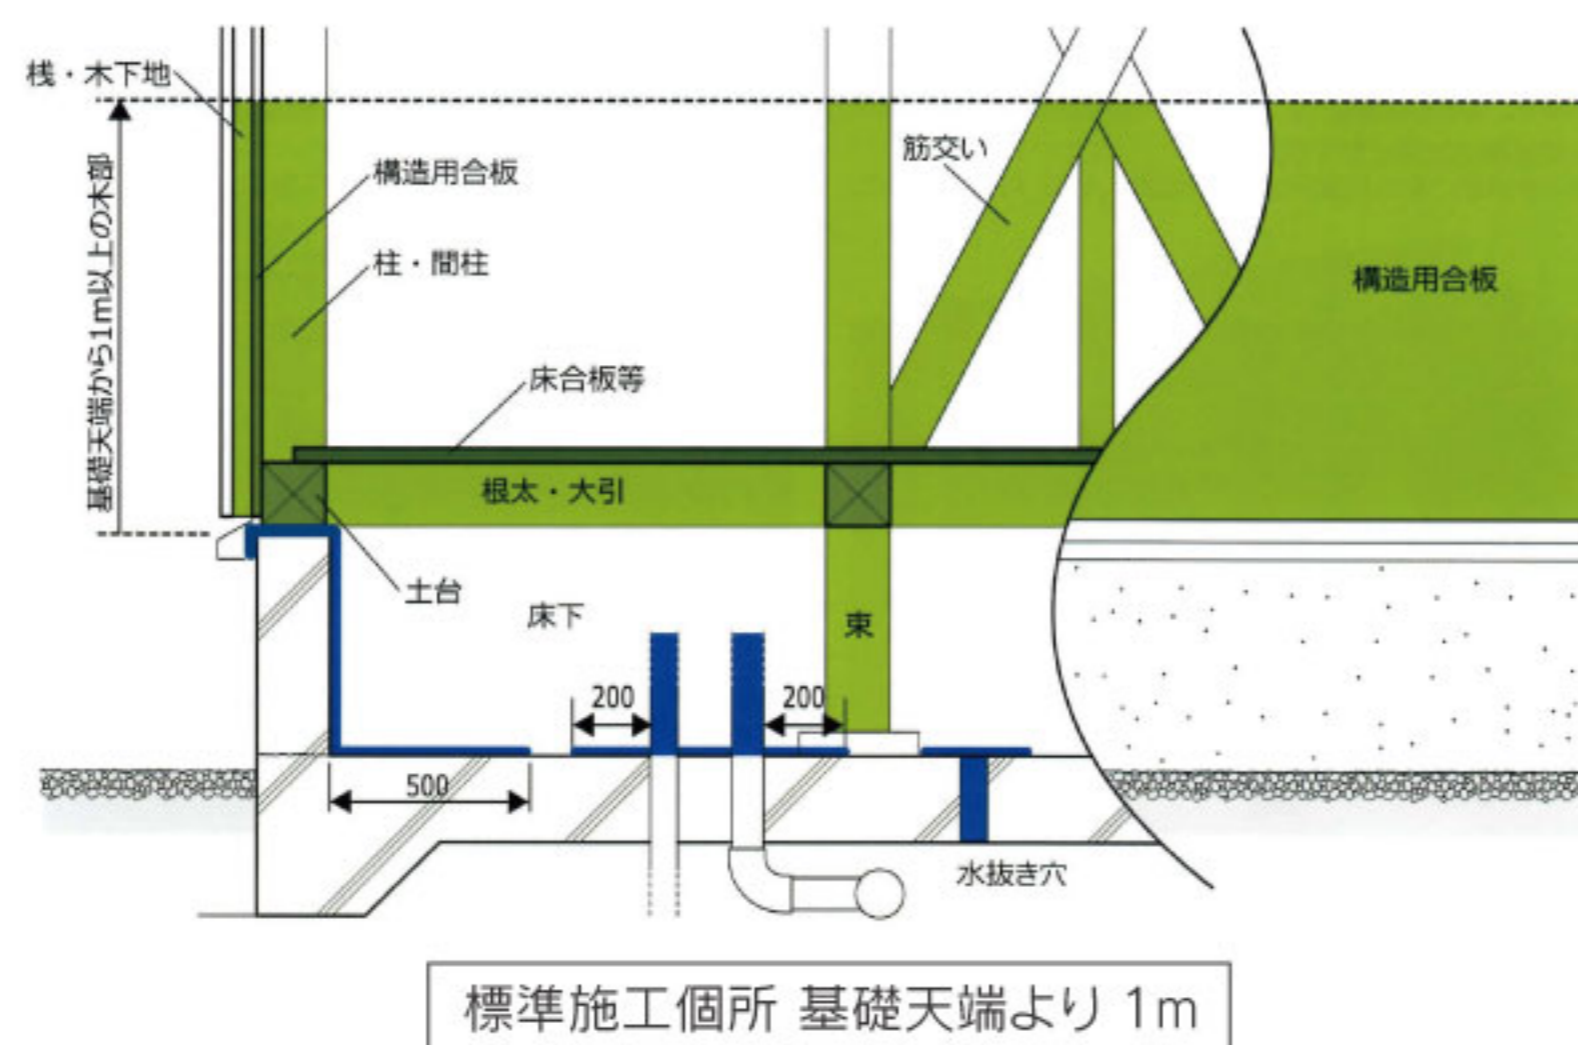 桟・木下地
基礎天端から1m以上の木部
構造用合板
柱・間柱
筋交い
構造用合板
床合板等
根太・大引
土台
床下
束
200
200
500
水抜き穴
標準施工個所 基礎天端より 1m